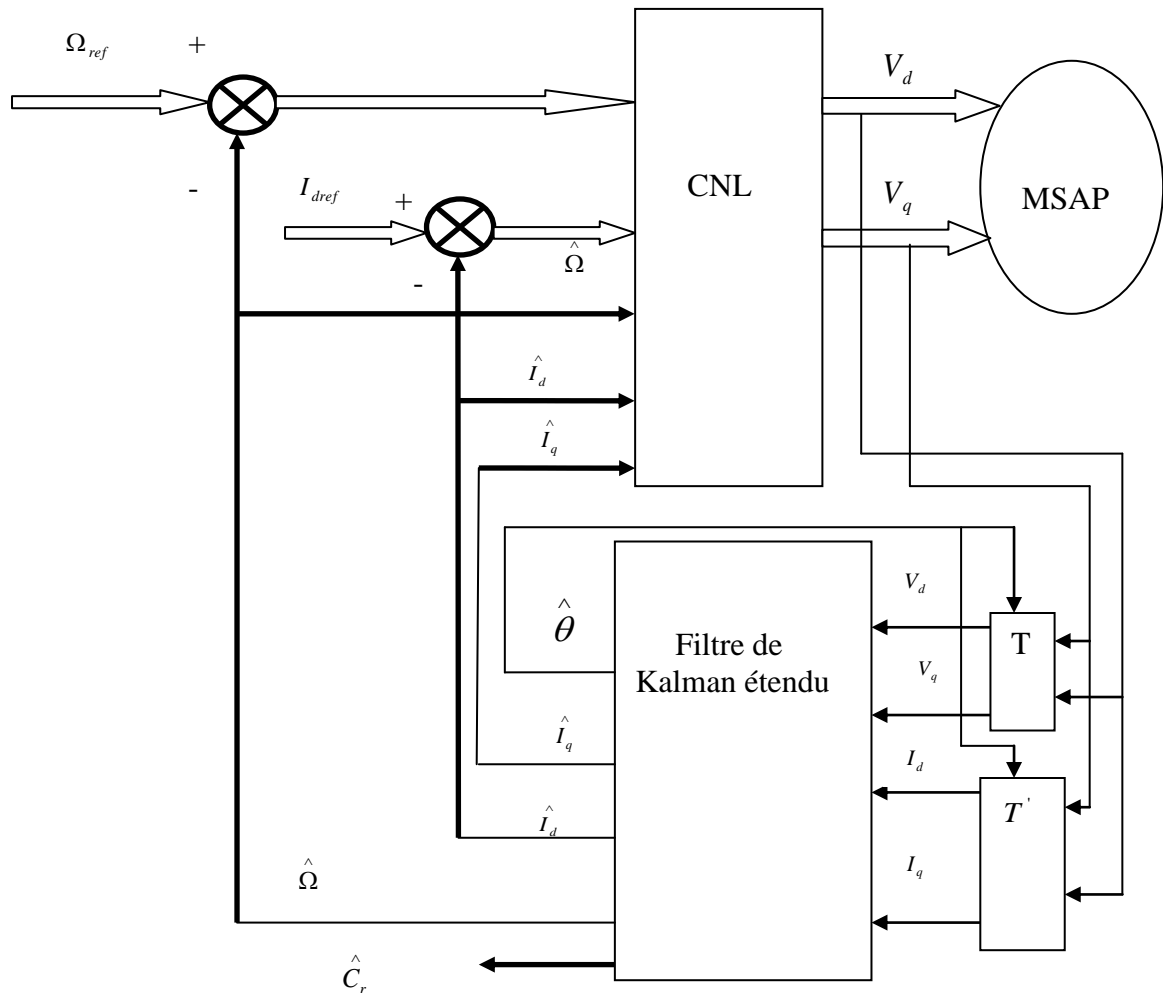 Ω_ref
+
-
I_dref
+
-
Ω̂
CNL
V_d
V_q
MSAP
Î_d
Î_q
θ̂
Filtre de
Kalman étendu
V_d
V_q
T
I_d
I_q
T'
Î_q
Î_d
Ω̂
Ĉ_r